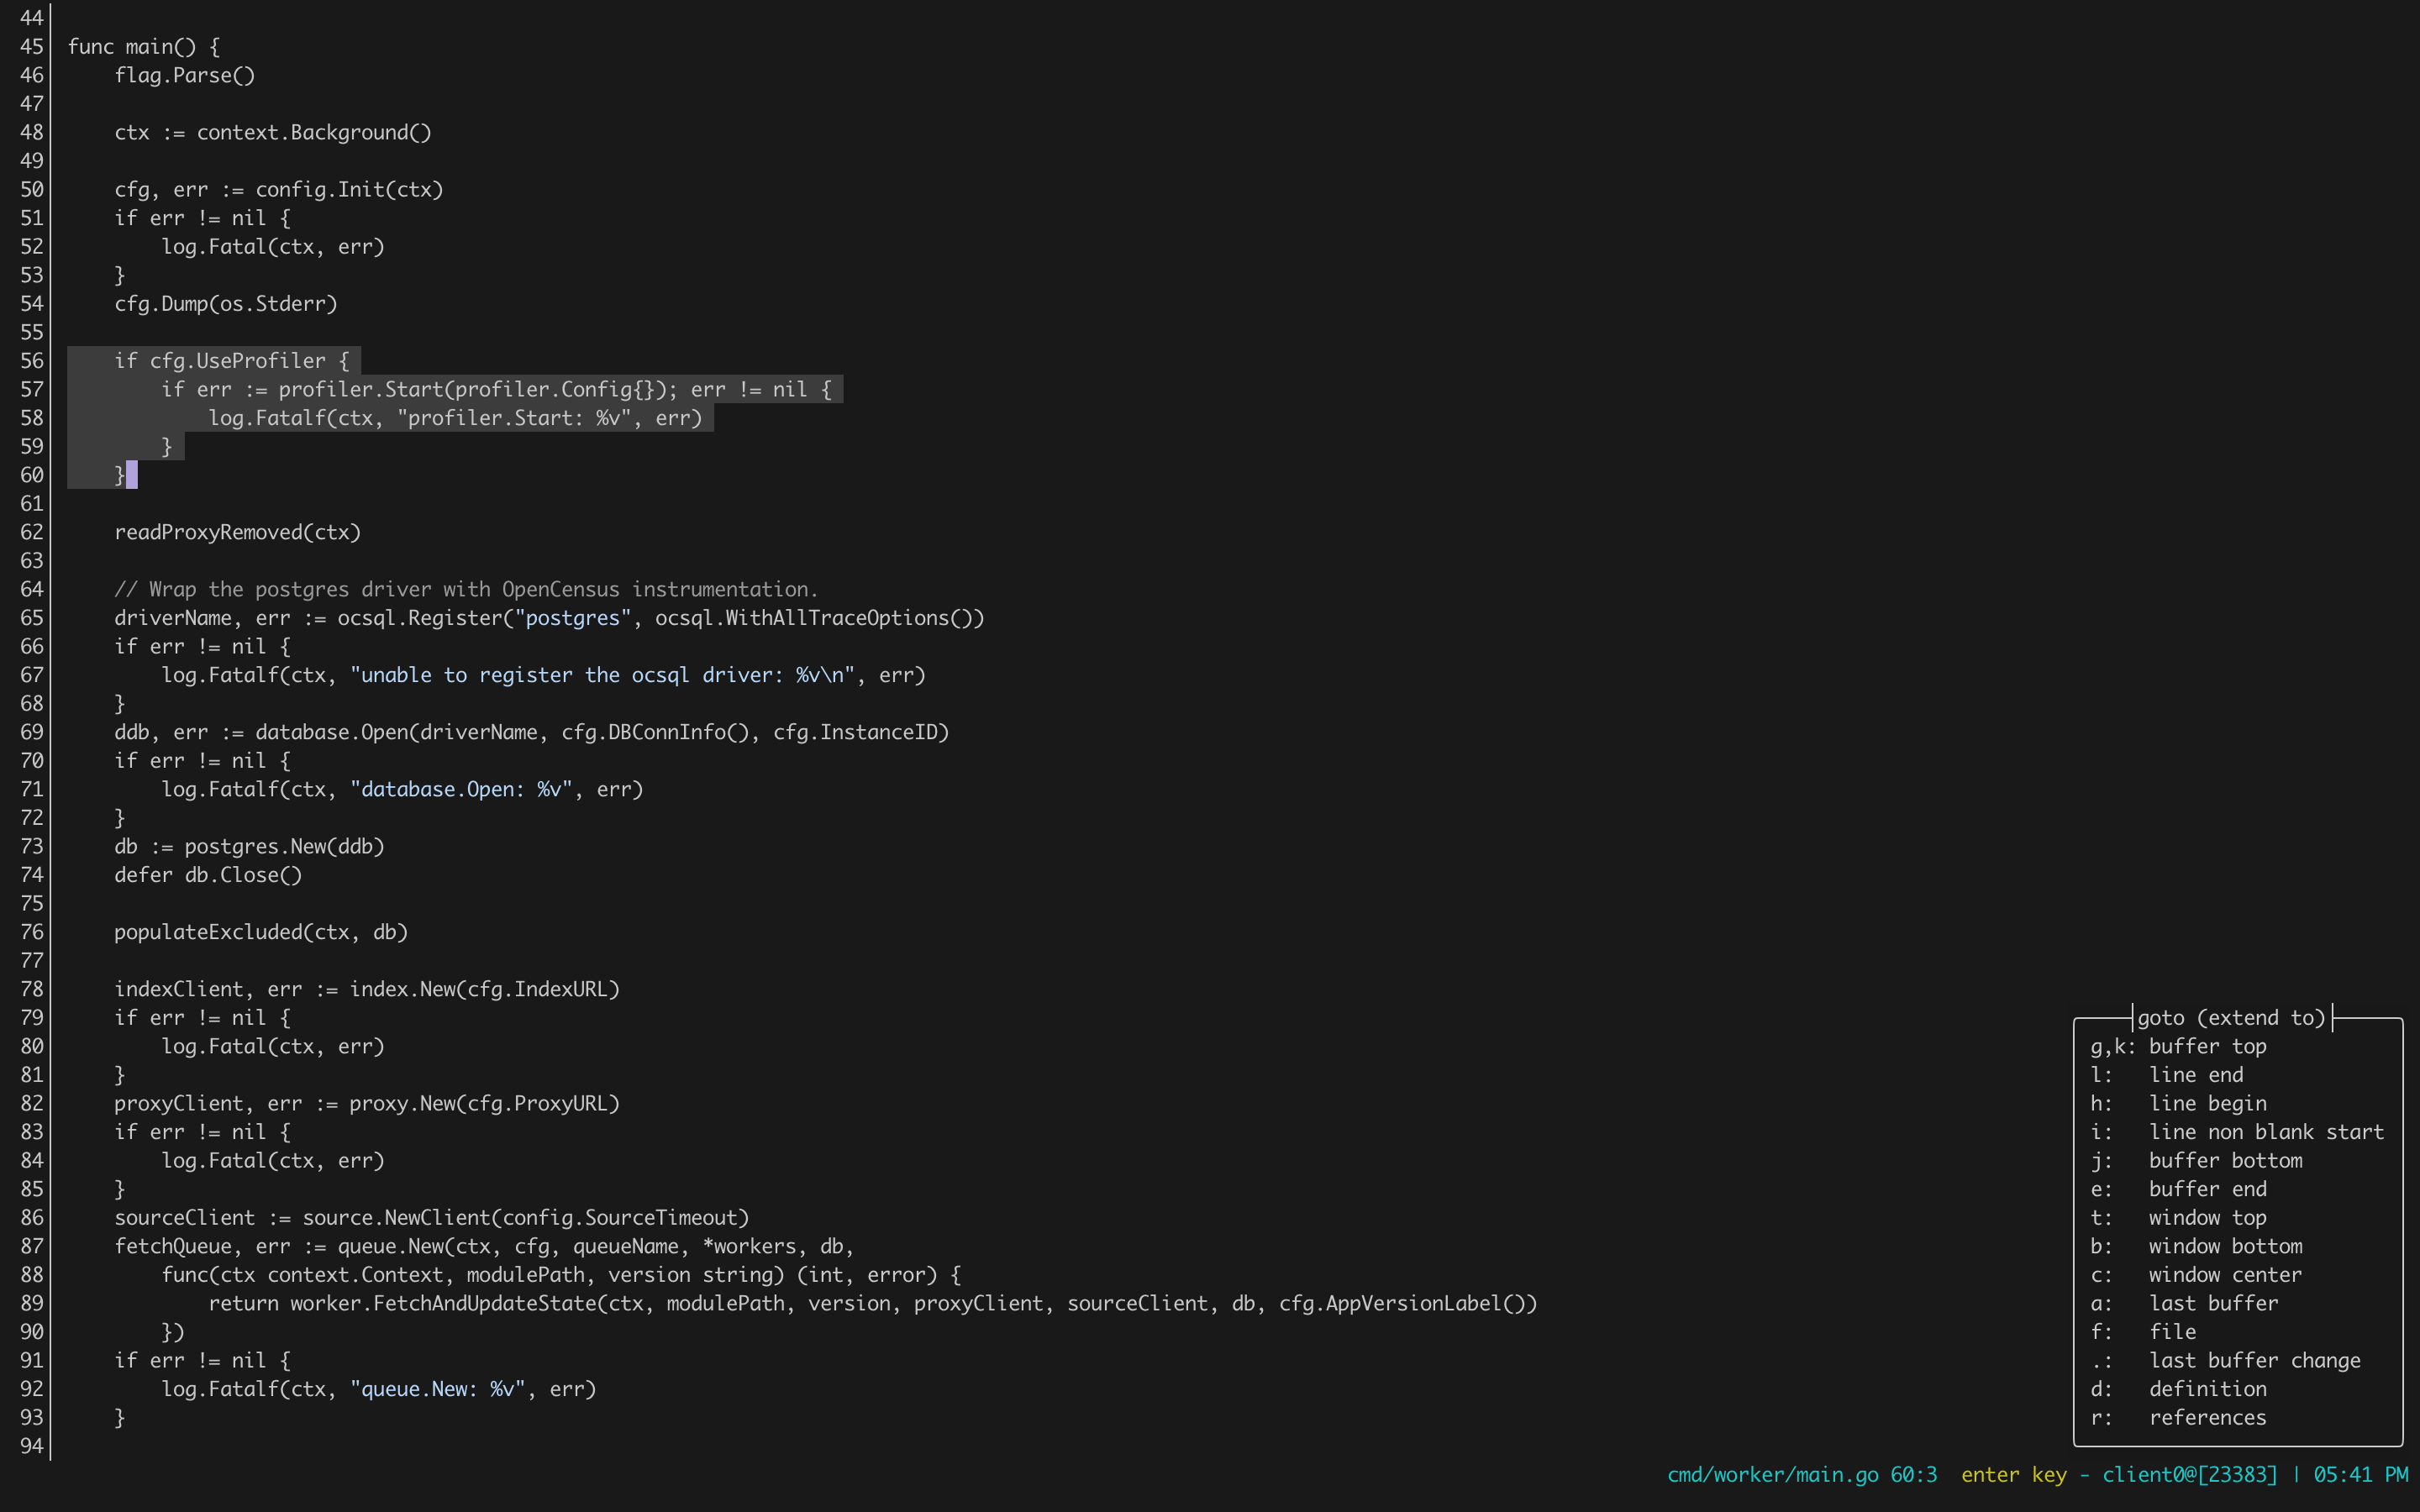 44
45 func main() {
46     flag.Parse()
47
48     ctx := context.Background()
49
50     cfg, err := config.Init(ctx)
51     if err != nil {
52         log.Fatal(ctx, err)
53     }
54     cfg.Dump(os.Stderr)
55
56     if cfg.UseProfiler {
57         if err := profiler.Start(profiler.Config{}); err != nil {
58             log.Fatalf(ctx, "profiler.Start: %v", err)
59         }
60     }
61
62     readProxyRemoved(ctx)
63
64     // Wrap the postgres driver with OpenCensus instrumentation.
65     driverName, err := ocsql.Register("postgres", ocsql.WithAllTraceOptions())
66     if err != nil {
67         log.Fatalf(ctx, "unable to register the ocsql driver: %v\n", err)
68     }
69     ddb, err := database.Open(driverName, cfg.DBConnInfo(), cfg.InstanceID)
70     if err != nil {
71         log.Fatalf(ctx, "database.Open: %v", err)
72     }
73     db := postgres.New(ddb)
74     defer db.Close()
75
76     populateExcluded(ctx, db)
77
78     indexClient, err := index.New(cfg.IndexURL)
79     if err != nil {
80         log.Fatal(ctx, err)
81     }
82     proxyClient, err := proxy.New(cfg.ProxyURL)
83     if err != nil {
84         log.Fatal(ctx, err)
85     }
86     sourceClient := source.NewClient(config.SourceTimeout)
87     fetchQueue, err := queue.New(ctx, cfg, queueName, *workers, db,
88         func(ctx context.Context, modulePath, version string) (int, error) {
89             return worker.FetchAndUpdateState(ctx, modulePath, version, proxyClient, sourceClient, db, cfg.AppVersionLabel())
90         })
91     if err != nil {
92         log.Fatalf(ctx, "queue.New: %v", err)
93     }
94
goto (extend to)
g,k: buffer top
l:   line end
h:   line begin
i:   line non blank start
j:   buffer bottom
e:   buffer end
t:   window top
b:   window bottom
c:   window center
a:   last buffer
f:   file
.:   last buffer change
d:   definition
r:   references
cmd/worker/main.go 60:3  enter key - client0@[23383] | 05:41 PM